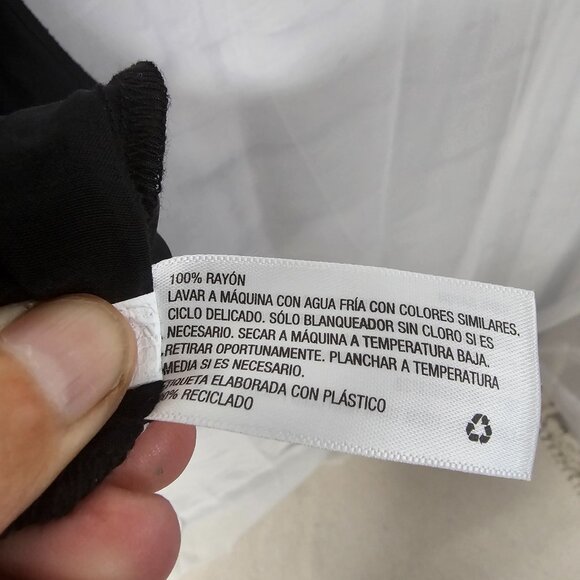 100% RAYÓN
LAVAR A MÁQUINA CON AGUA FRÍA CON COLORES SIMILARES.
CICLO DELICADO. SÓLO BLANQUEADOR SIN CLORO SI ES
NECESARIO. SECAR A MÁQUINA A TEMPERATURA BAJA.
RETIRAR OPORTUNAMENTE. PLANCHAR A TEMPERATURA
MEDIA SI ES NECESARIO.
ETIQUETA ELABORADA CON PLÁSTICO
RECICLADO